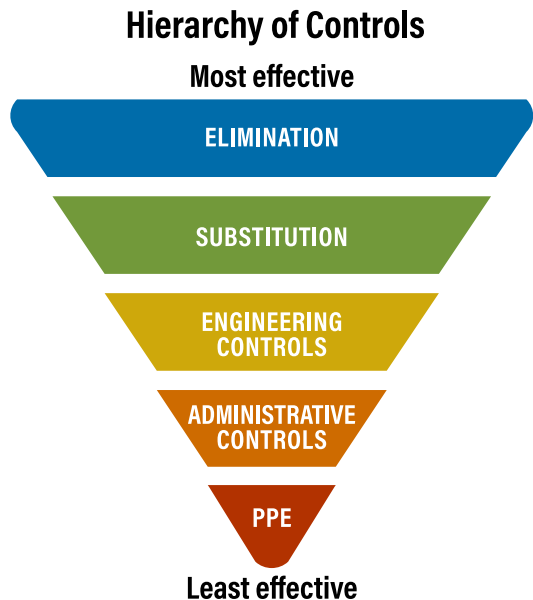 Hierarchy of Controls
Most effective
ELIMINATION
SUBSTITUTION
ENGINEERING
CONTROLS
ADMINISTRATIVE
CONTROLS
PPE
Least effective